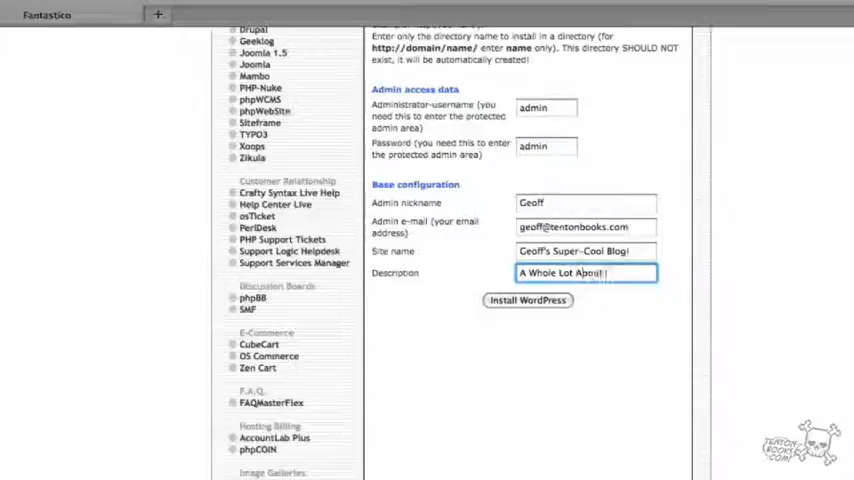 Fantastico
+
Drupal
Geeklog
Joomla 1.5
Joomla
Mambo
PHP-Nuke
phpWCMS
phpWebSite
Siteframe
TYPO3
Xoops
Zikula
Customer Relationship
Crafty Syntax Live Help
Help Center Live
osTicket
PerlDesk
PHP Support Tickets
Support Logic Helpdesk
Support Services Manager
Discussion Boards
phpBB
SMF
E-Commerce
CubeCart
OS Commerce
Zen Cart
F.A.Q.
FAQMasterFlex
Hosting Billing
AccountLab Plus
phpCOIN
Image Galleries
Enter only the directory name to install in a directory (for
http://domain/name/ enter name only). This directory SHOULD NOT
exist, it will be automatically created!
Admin access data
Administrator-username (you
need this to enter the protected
admin area)
admin
Password (you need this to enter
the protected admin area)
admin
Base configuration
Admin nickname
Geoff
Admin e-mail (your email
address)
geoff@tentonbooks.com
Site name
Geoff's Super-Cool Blog!
Description
A Whole Lot About
Install WordPress
TENTON
BOOKS
.COM!